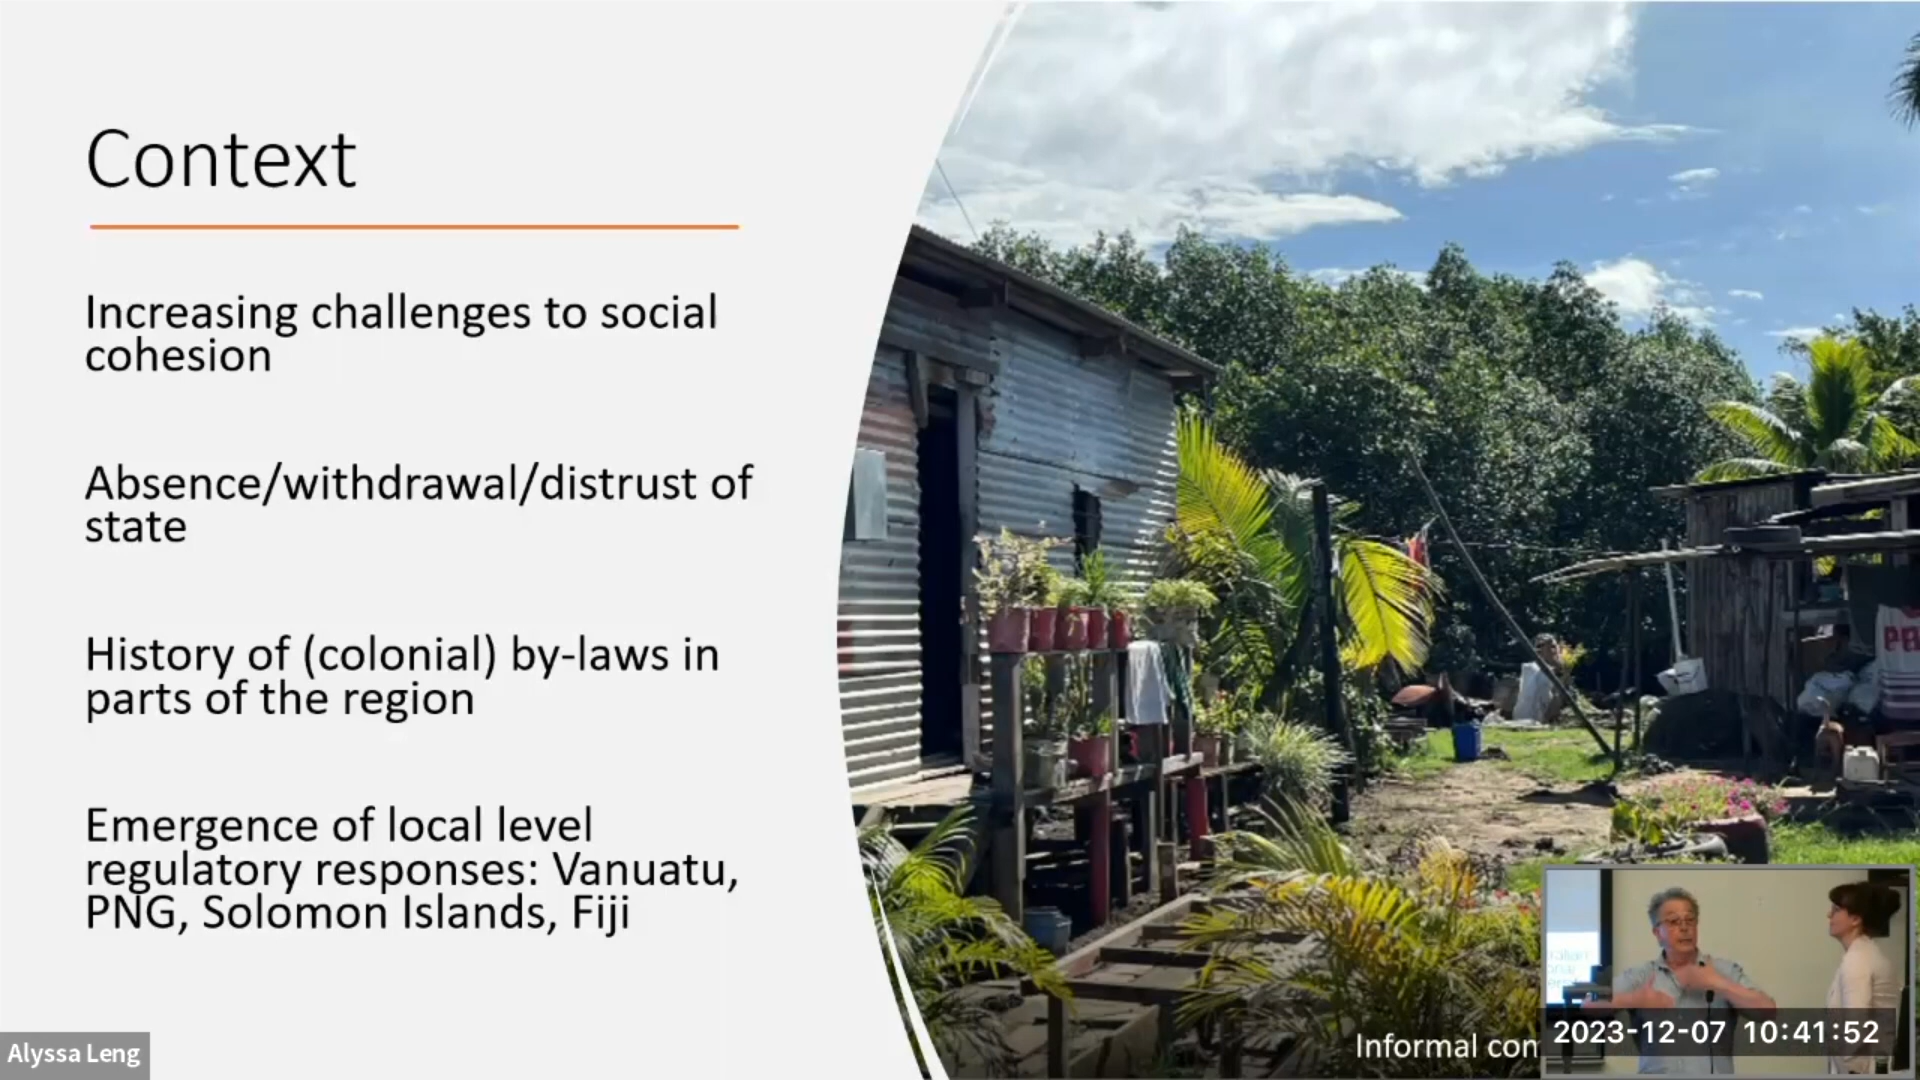 Context
Increasing challenges to social
cohesion
Absence/withdrawal/distrust of
state
History of (colonial) by-laws in
parts of the region
Emergence of local level
regulatory responses: Vanuatu,
PNG, Solomon Islands, Fiji
Informal
Alyssa Leng
2023-12-07 10:41:52